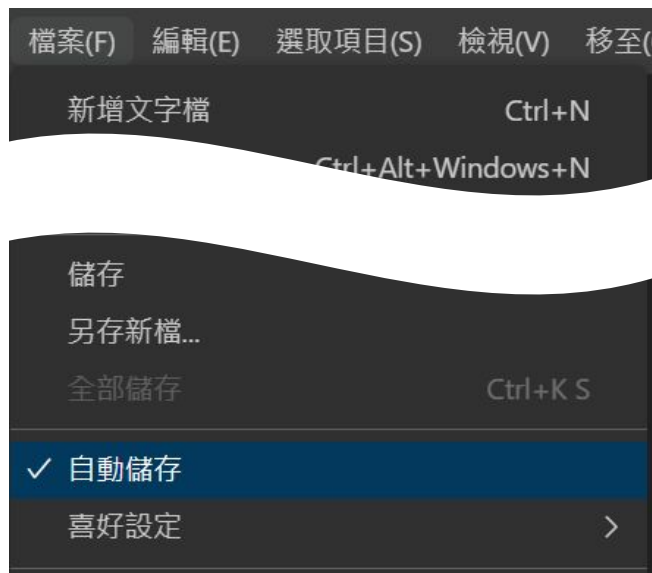 檔案(F) 編輯(E) 選取項目(S) 檢視(V) 移至(
新增文字檔 Ctrl+N
Ctrl+Alt+Windows+N
儲存
另存新檔...
全部儲存 Ctrl+K S
✓ 自動儲存
喜好設定 >